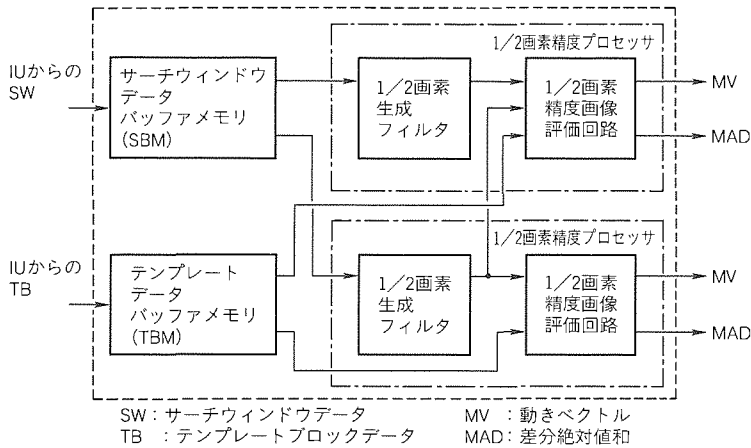 1/2画素精度プロセッサ
IUからの
SW
サーチウィンドウ
データ
バッファメモリ
(SBM)
1/2画素
生成
フィルタ
1/2画素
精度画像
評価回路
MV
MAD
1/2画素精度プロセッサ
IUからの
TB
テンプレート
データ
バッファメモリ
(TBM)
1/2画素
生成
フィルタ
1/2画素
精度画像
評価回路
MV
MAD
SW：サーチウィンドウデータ
MV：動きベクトル
TB：テンプレートブロックデータ
MAD：差分絶対値和